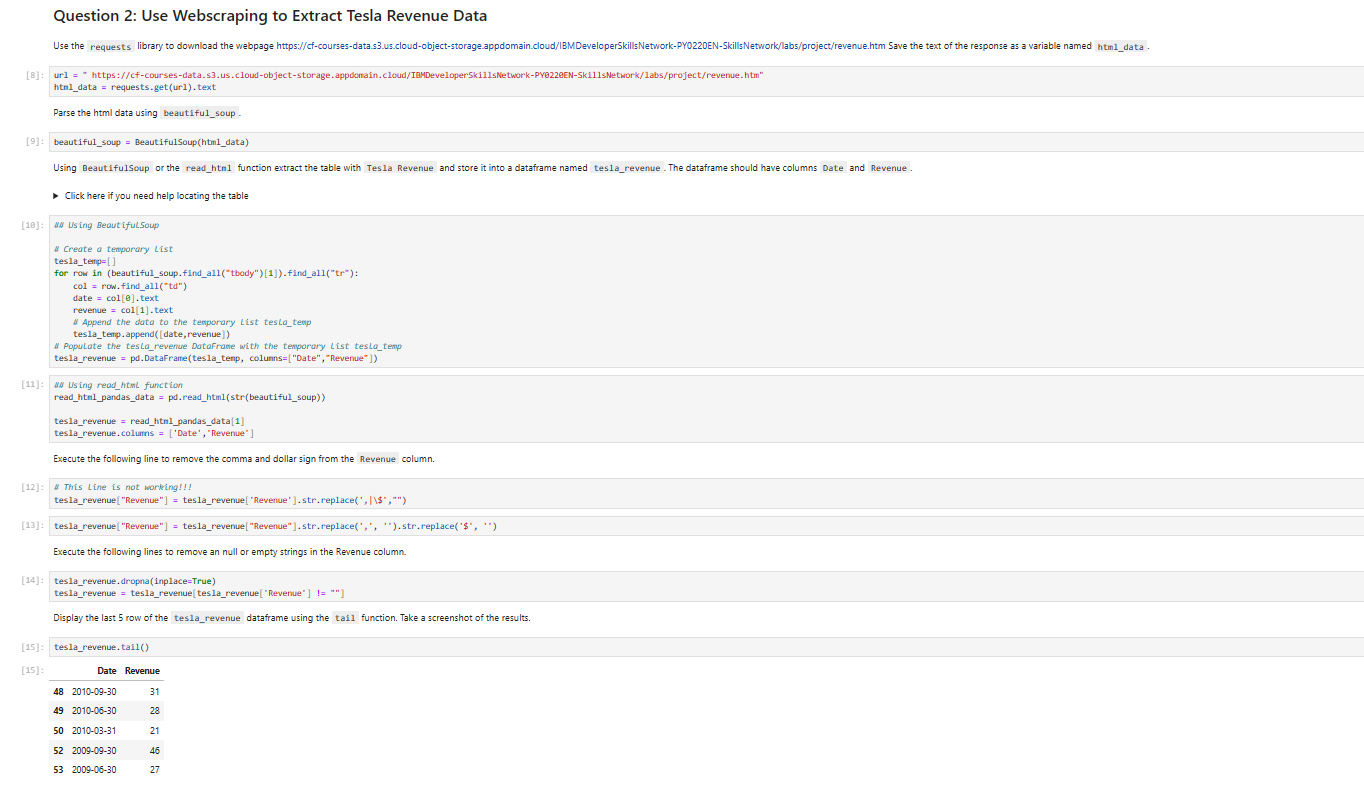 Question 2: Use Webscraping to Extract Tesla Revenue Data
Use the requests library to download the webpage https://cf-courses-data.s3.us.cloud-object-storage.appdomain.cloud/IBMDeveloperSkillsNetwork-PY0220EN-SkillsNetwork/labs/project/revenue.htm Save the text of the response as a variable named html_data.
[8]: url = " https://cf-courses-data.s3.us.cloud-object-storage.appdomain.cloud/IBMDeveloperSkillsNetwork-PY0220EN-SkillsNetwork/labs/project/revenue.htm"
html_data = requests.get(url).text
Parse the html data using beautiful_soup.
[9]: beautiful_soup = BeautifulSoup(html_data)
Using BeautifulSoup or the read_html function extract the table with Tesla Revenue and store it into a dataframe named tesla_revenue. The dataframe should have columns Date and Revenue.
▶ Click here if you need help locating the table
[10]: ## Using BeautifulSoup
# Create a temporary list
tesla_temp=[]
for row in (beautiful_soup.find_all("tbody")[1]).find_all("tr"):
    col = row.find_all("td")
    date = col[0].text
    revenue = col[1].text
    # Append the data to the temporary list tesla_temp
    tesla_temp.append([date,revenue])
# Populate the tesla_revenue DataFrame with the temporary list tesla_temp
tesla_revenue = pd.DataFrame(tesla_temp, columns=["Date","Revenue"])
[11]: ## Using read_html function
read_html_pandas_data = pd.read_html(str(beautiful_soup))
tesla_revenue = read_html_pandas_data[1]
tesla_revenue.columns = ['Date','Revenue']
Execute the following line to remove the comma and dollar sign from the Revenue column.
[12]: # This line is not working!!!
tesla_revenue["Revenue"] = tesla_revenue['Revenue'].str.replace(',|\$',"")
[13]: tesla_revenue["Revenue"] = tesla_revenue["Revenue"].str.replace(',', '').str.replace('$', '')
Execute the following lines to remove an null or empty strings in the Revenue column.
[14]: tesla_revenue.dropna(inplace=True)
tesla_revenue = tesla_revenue[tesla_revenue['Revenue'] != ""]
Display the last 5 row of the tesla_revenue dataframe using the tail function. Take a screenshot of the results.
[15]: tesla_revenue.tail()
[15]: Date Revenue
48 2010-09-30 31
49 2010-06-30 28
50 2010-03-31 21
52 2009-09-30 46
53 2009-06-30 27